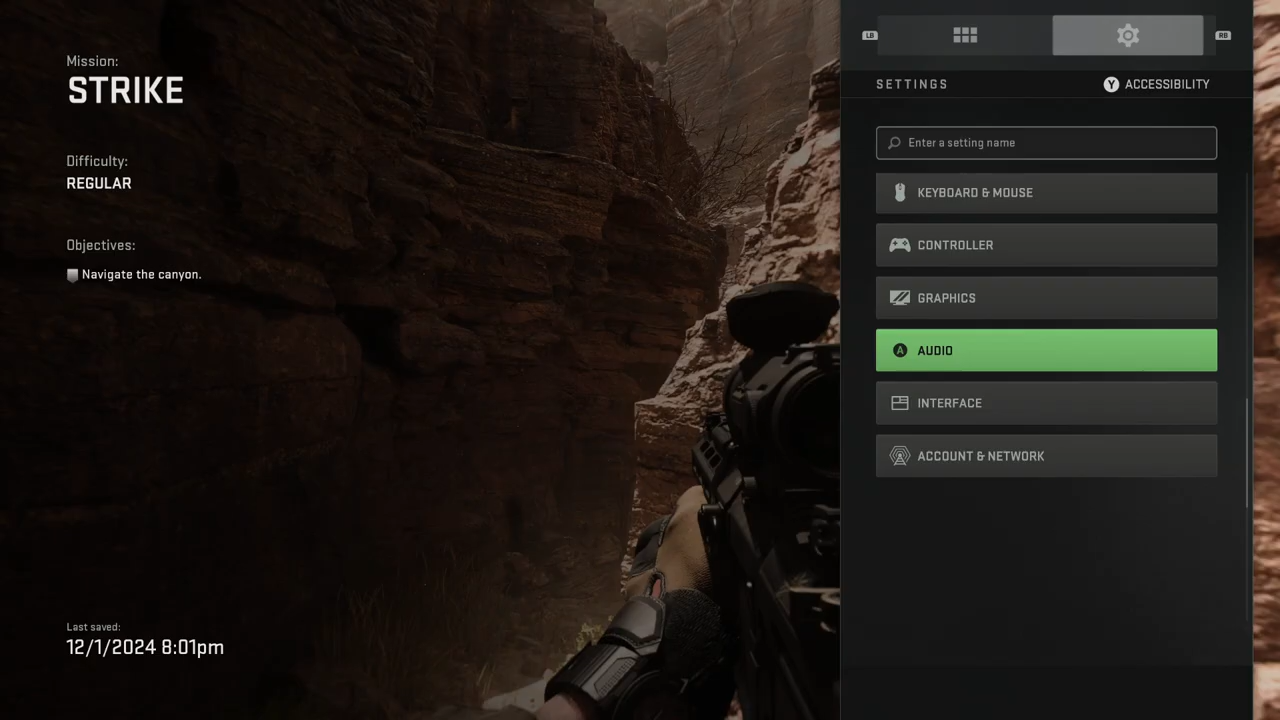 Mission:
STRIKE
Difficulty:
REGULAR
Objectives:
Navigate the canyon.
Last saved:
12/1/2024 8:01pm
LB
RB
SETTINGS
Y ACCESSIBILITY
Enter a setting name
KEYBOARD & MOUSE
CONTROLLER
GRAPHICS
A AUDIO
INTERFACE
ACCOUNT & NETWORK